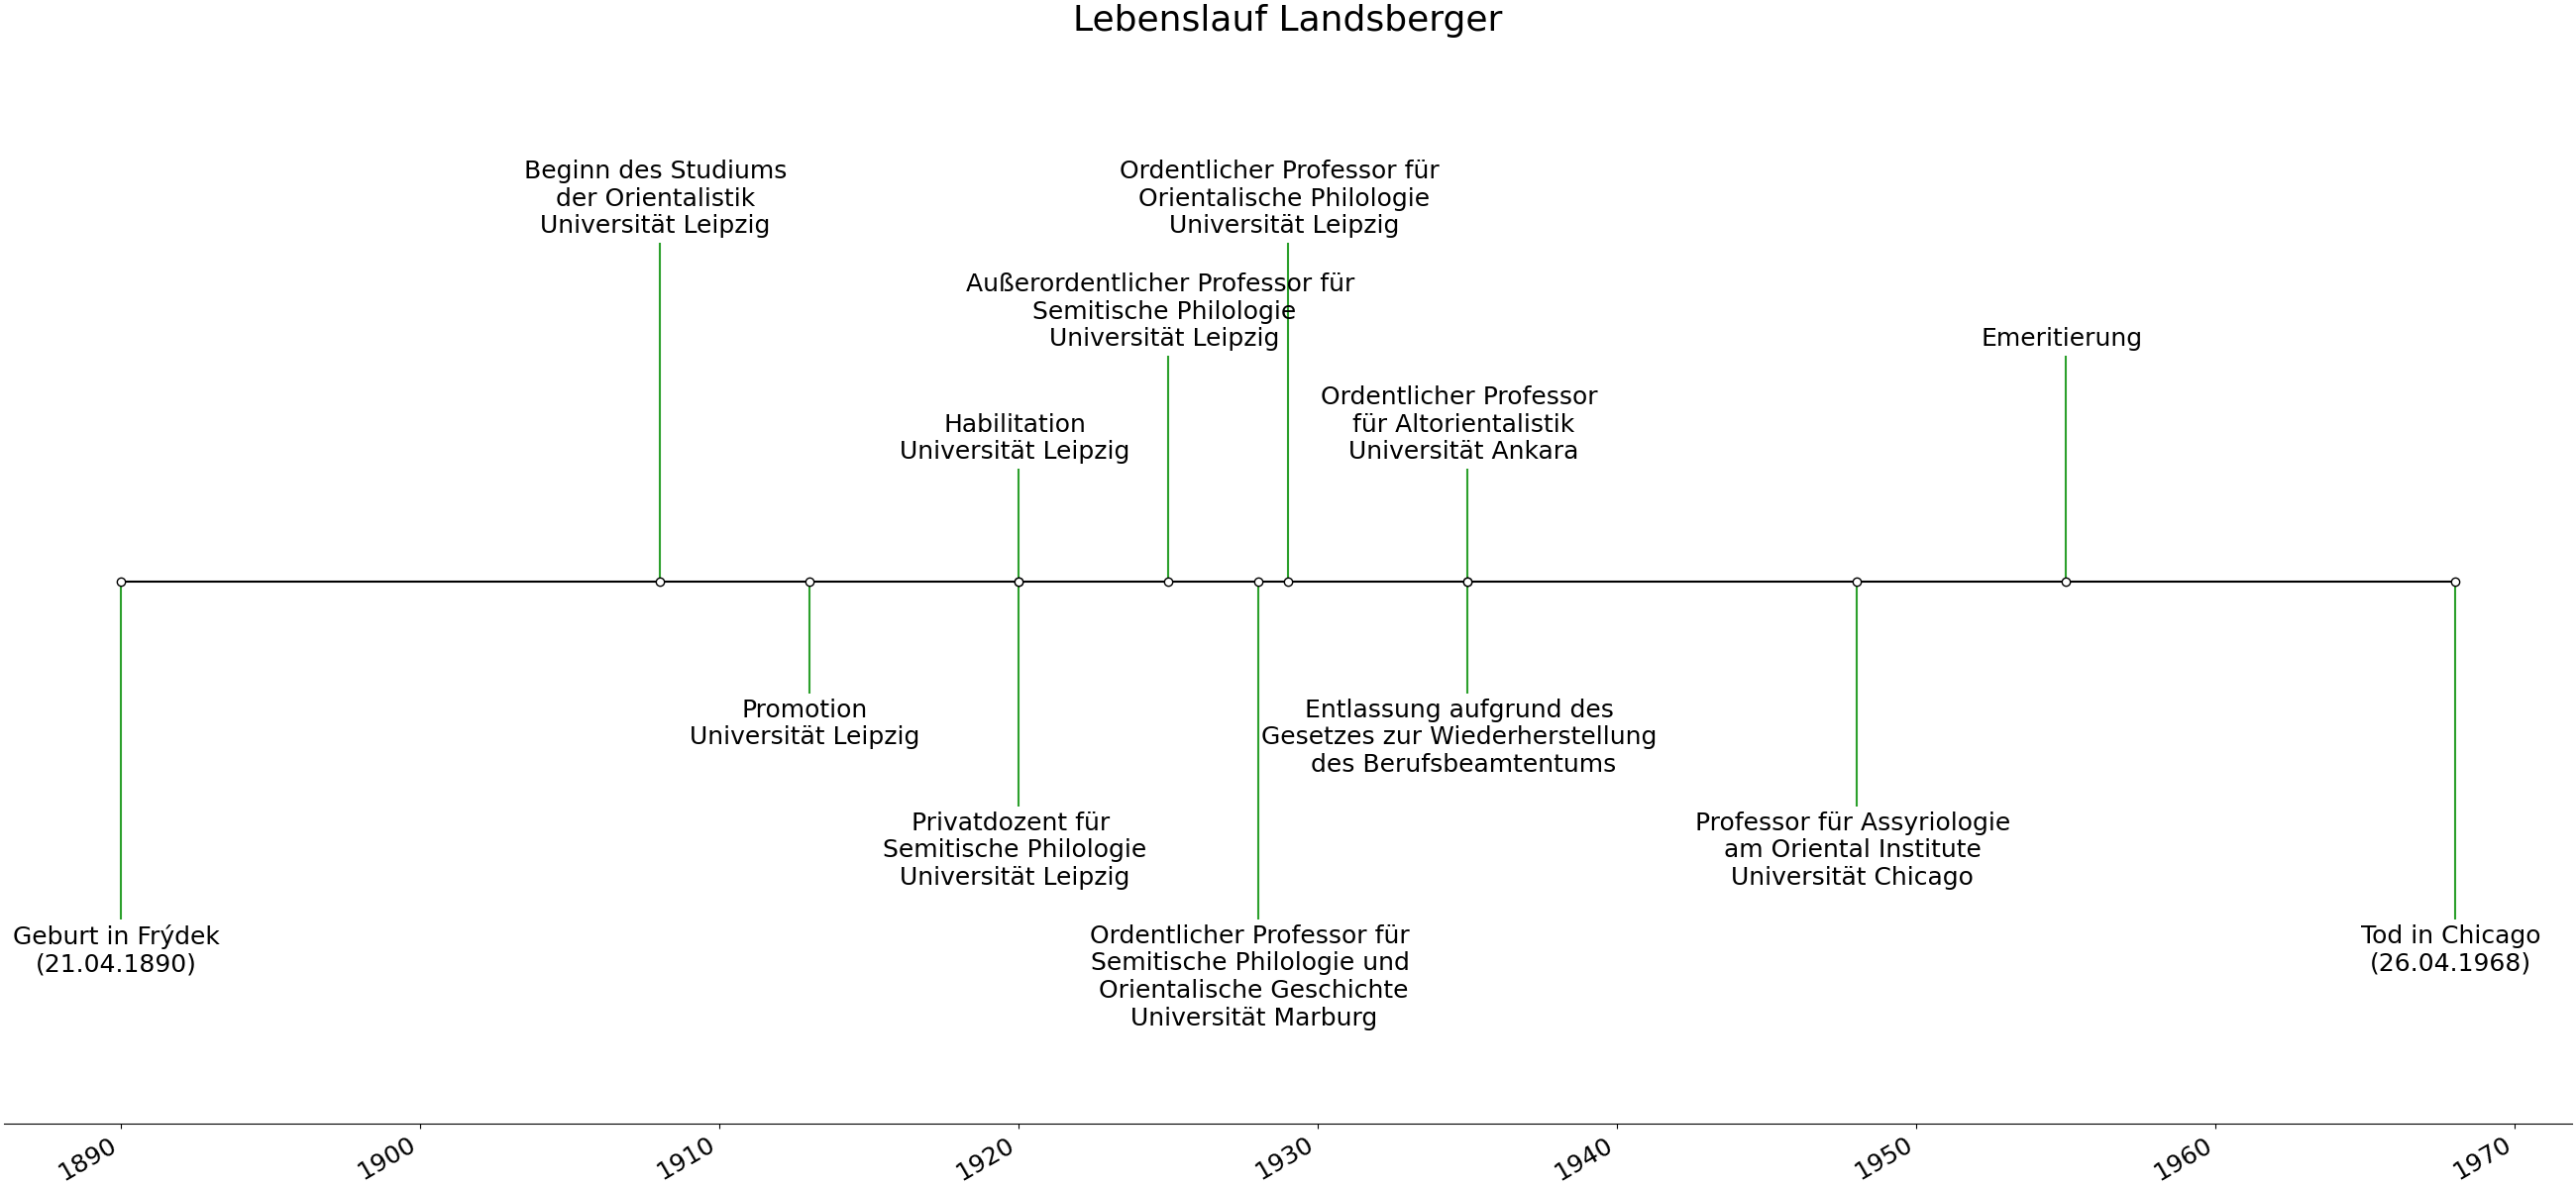 Lebenslauf Landsberger
Beginn des Studiums
der Orientalistik
Universität Leipzig
Ordentlicher Professor für
Orientalische Philologie
Universität Leipzig
Außerordentlicher Professor für
Semitische Philologie
Universität Leipzig
Emeritierung
Habilitation
Universität Leipzig
Ordentlicher Professor
für Altorientalistik
Universität Ankara
Promotion
Universität Leipzig
Entlassung aufgrund des
Gesetzes zur Wiederherstellung
des Berufsbeamtentums
Privatdozent für
Semitische Philologie
Universität Leipzig
Professor für Assyriologie
am Oriental Institute
Universität Chicago
Geburt in Frýdek
(21.04.1890)
Ordentlicher Professor für
Semitische Philologie und
Orientalische Geschichte
Universität Marburg
Tod in Chicago
(26.04.1968)
1890 1900 1910 1920 1930 1940 1950 1960 1970